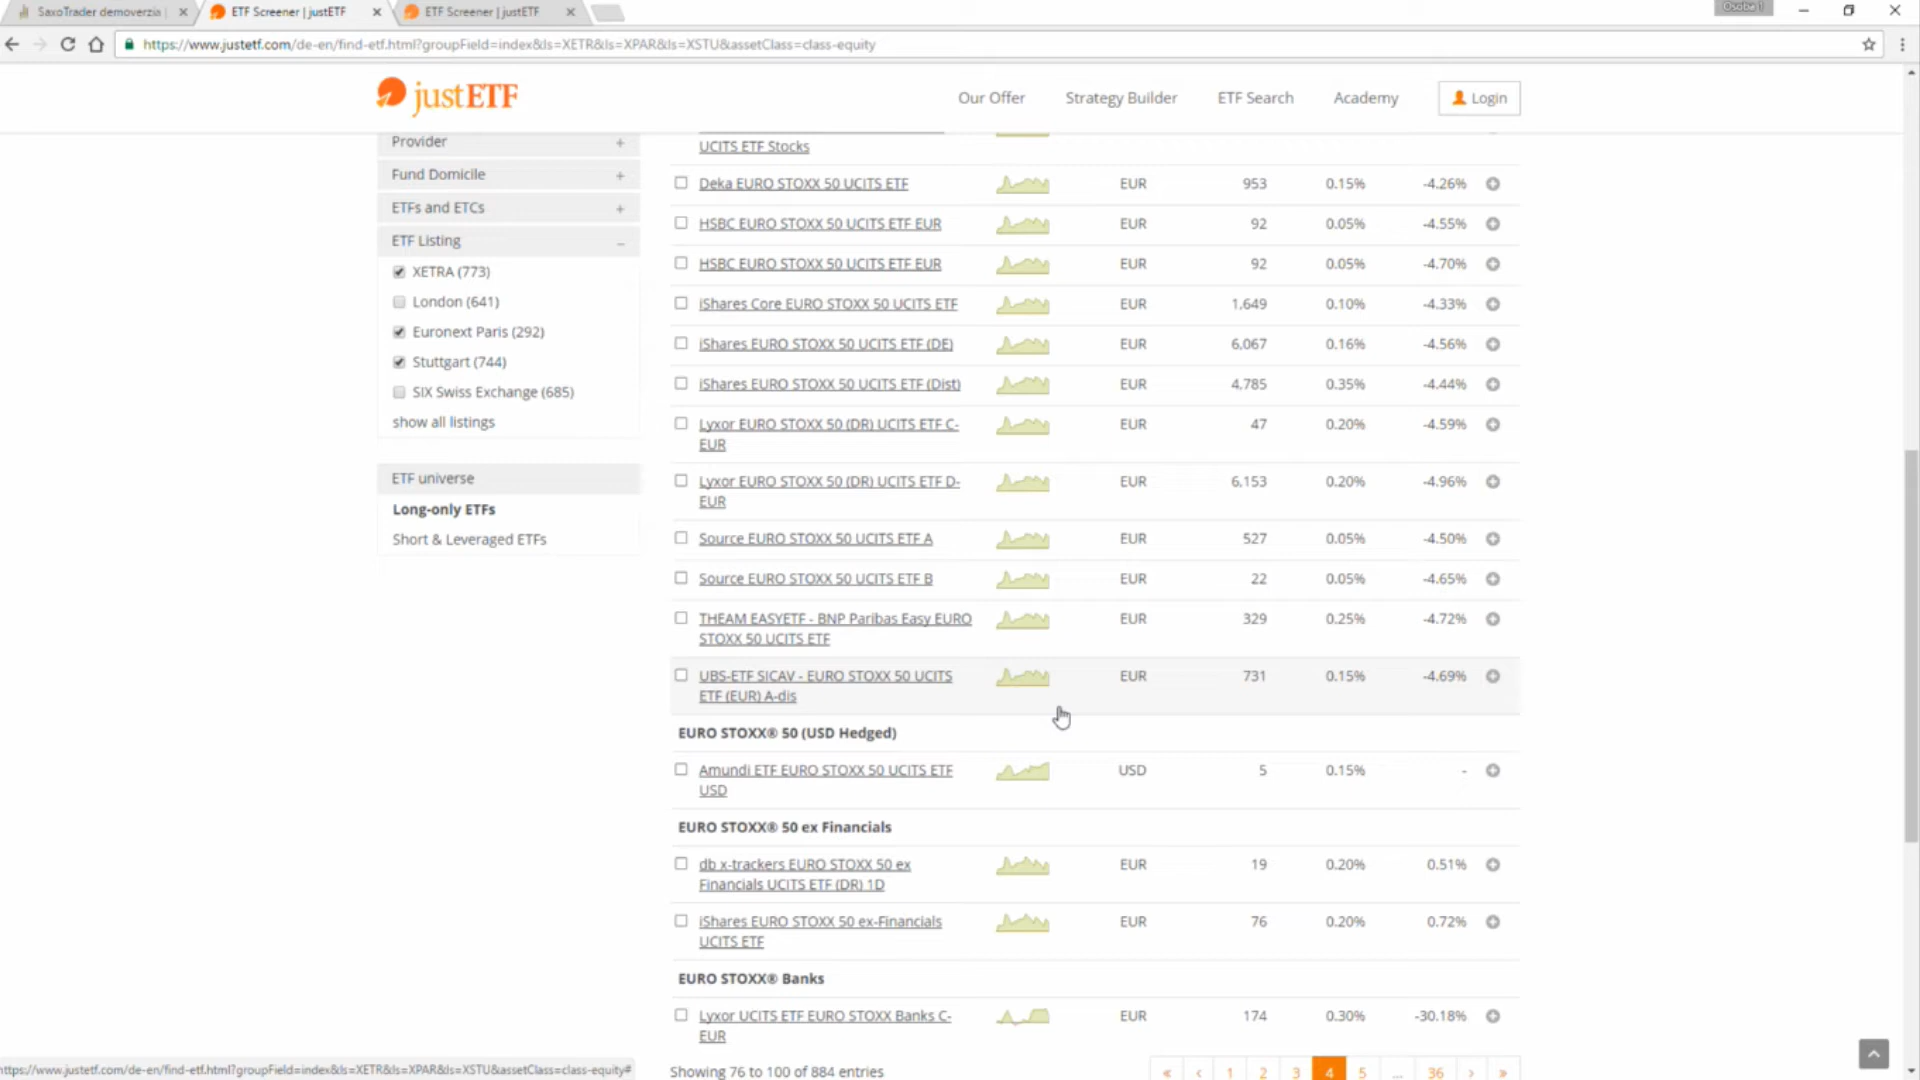 SaxoTrader demoverzia
ETF Screener | justETF
ETF Screener | justETF
Osoba 1
https://www.justetf.com/de-en/find-etf.html?groupField=index&ls=XETR&ls=XPAR&ls=XSTU&assetClass=class-equity
justETF
Our Offer
Strategy Builder
ETF Search
Academy
Login
Provider +
Fund Domicile +
ETFs and ETCs +
ETF Listing –
XETRA (773)
London (641)
Euronext Paris (292)
Stuttgart (744)
SIX Swiss Exchange (685)
show all listings
ETF universe
Long-only ETFs
Short & Leveraged ETFs
UCITS ETF Stocks
Deka EURO STOXX 50 UCITS ETF EUR 953 0.15% -4.26%
HSBC EURO STOXX 50 UCITS ETF EUR EUR 92 0.05% -4.55%
HSBC EURO STOXX 50 UCITS ETF EUR EUR 92 0.05% -4.70%
iShares Core EURO STOXX 50 UCITS ETF EUR 1,649 0.10% -4.33%
iShares EURO STOXX 50 UCITS ETF (DE) EUR 6,067 0.16% -4.56%
iShares EURO STOXX 50 UCITS ETF (Dist) EUR 4,785 0.35% -4.44%
Lyxor EURO STOXX 50 (DR) UCITS ETF C- EUR 47 0.20% -4.59%
EUR
Lyxor EURO STOXX 50 (DR) UCITS ETF D- EUR 6,153 0.20% -4.96%
EUR
Source EURO STOXX 50 UCITS ETF A EUR 527 0.05% -4.50%
Source EURO STOXX 50 UCITS ETF B EUR 22 0.05% -4.65%
THEAM EASYETF - BNP Paribas Easy EURO EUR 329 0.25% -4.72%
STOXX 50 UCITS ETF
UBS-ETF SICAV - EURO STOXX 50 UCITS EUR 731 0.15% -4.69%
ETF (EUR) A-dis
EURO STOXX® 50 (USD Hedged)
Amundi ETF EURO STOXX 50 UCITS ETF USD 5 0.15% -
USD
EURO STOXX® 50 ex Financials
db x-trackers EURO STOXX 50 ex EUR 19 0.20% 0.51%
Financials UCITS ETF (DR) 1D
iShares EURO STOXX 50 ex-Financials EUR 76 0.20% 0.72%
UCITS ETF
EURO STOXX® Banks
Lyxor UCITS ETF EURO STOXX Banks C- EUR 174 0.30% -30.18%
EUR
Showing 76 to 100 of 884 entries
« ‹ 1 2 3 4 5 ... 36 › »
https://www.justetf.com/de-en/find-etf.html?groupField=index&ls=XETR&ls=XPAR&ls=XSTU&assetClass=class-equity#